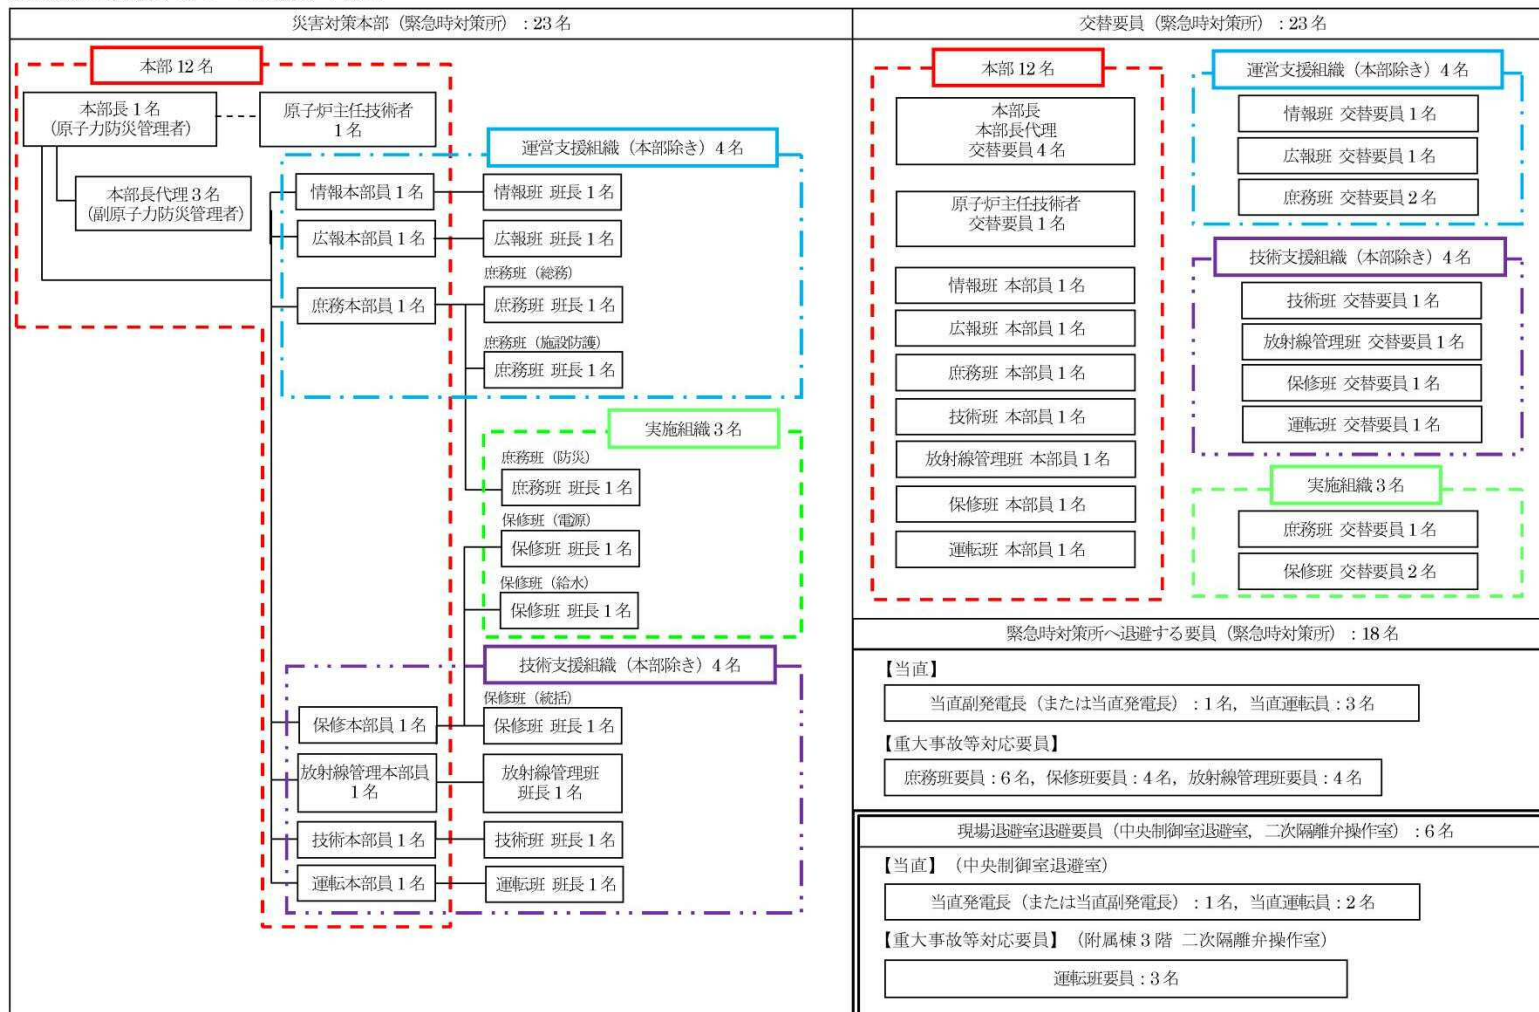 災害対策本部（緊急時対策所）：23名
本部12名
本部長1名
(原子力防災管理者)
原子炉主任技術者
1名
本部長代理3名
(副原子力防災管理者)
運営支援組織（本部除き）4名
情報本部員1名
情報班 班長1名
広報本部員1名
広報班 班長1名
庶務班（総務）
庶務本部員1名
庶務班 班長1名
庶務班（施設防護）
庶務班 班長1名
実施組織3名
庶務班（防災）
庶務班 班長1名
保修班（電源）
保修班 班長1名
保修班（給水）
保修班 班長1名
技術支援組織（本部除き）4名
保修班（統括）
保修本部員1名
保修班 班長1名
放射線管理本部員
1名
放射線管理班
班長1名
技術本部員1名
技術班 班長1名
運転本部員1名
運転班 班長1名
交替要員（緊急時対策所）：23名
本部12名
本部長
本部長代理
交替要員4名
原子炉主任技術者
交替要員1名
情報班 本部員1名
広報班 本部員1名
庶務班 本部員1名
技術班 本部員1名
放射線管理班 本部員1名
保修班 本部員1名
運転班 本部員1名
運営支援組織（本部除き）4名
情報班 交替要員1名
広報班 交替要員1名
庶務班 交替要員2名
技術支援組織（本部除き）4名
技術班 交替要員1名
放射線管理班 交替要員1名
保修班 交替要員1名
運転班 交替要員1名
実施組織3名
庶務班 交替要員1名
保修班 交替要員2名
緊急時対策所へ退避する要員（緊急時対策所）：18名
【当直】
当直副発電長（または当直発電長）：1名，当直運転員：3名
【重大事故等対応要員】
庶務班要員：6名，保修班要員：4名，放射線管理班要員：4名
現場退避室退避要員（中央制御室退避室，二次隔離弁操作室）：6名
【当直】（中央制御室退避室）
当直発電長（または当直副発電長）：1名，当直運転員：2名
【重大事故等対応要員】（附属棟3階 二次隔離弁操作室）
運転班要員：3名